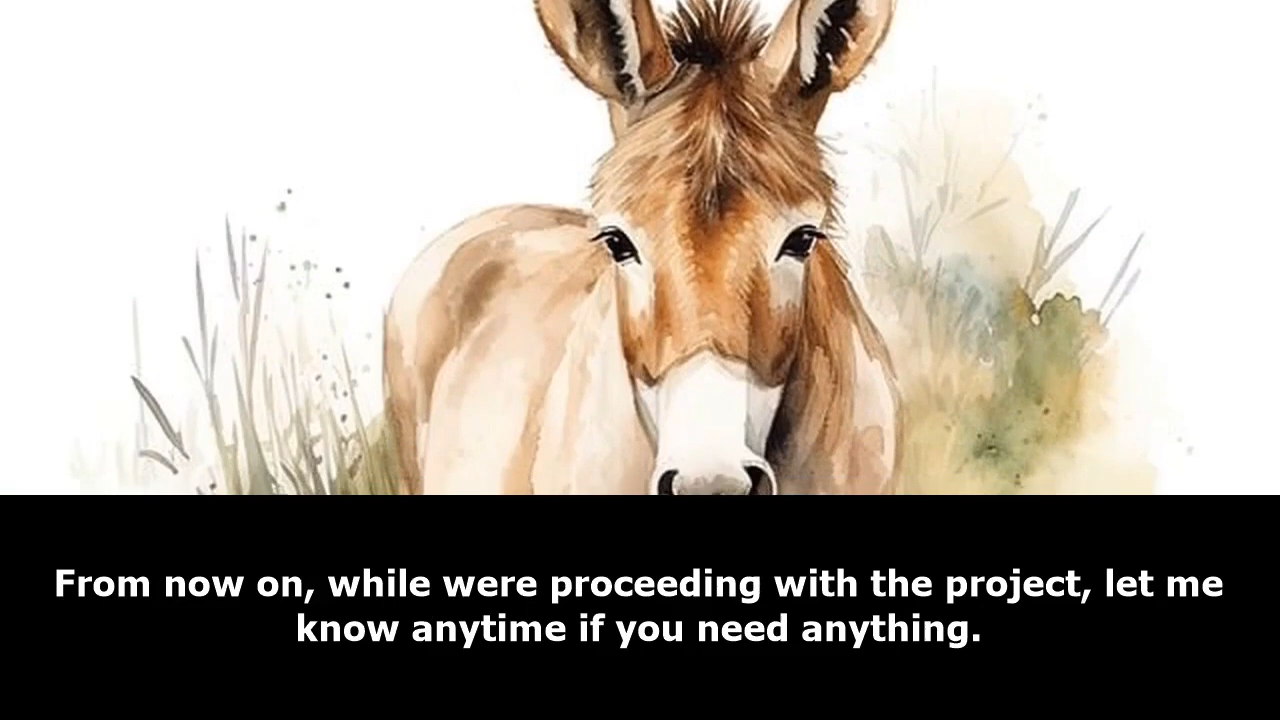 From now on, while were proceeding with the project, let me
know anytime if you need anything.